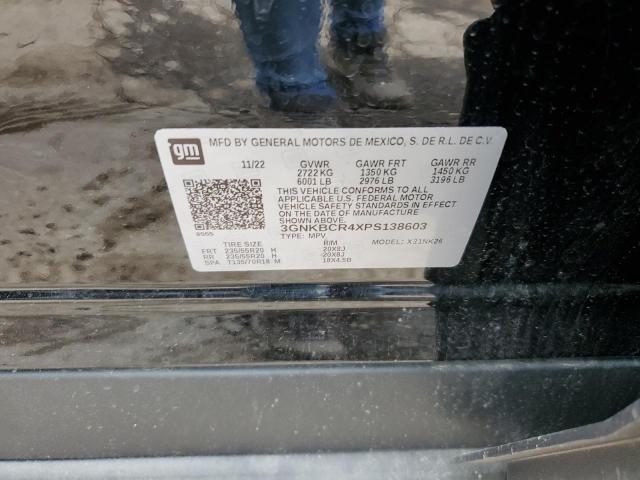 gm
MFD BY GENERAL MOTORS DE MEXICO, S. DE R.L. DE C.V.
11/22 GVWR GAWR FRT GAWR RR
2722 KG 1350 KG 1450 KG
6001 LB 2976 LB 3196 LB
THIS VEHICLE CONFORMS TO ALL
APPLICABLE U.S. FEDERAL MOTOR
VEHICLE SAFETY STANDARDS IN EFFECT
ON THE DATE OF MANUFACTURE SHOWN ABOVE.
3GNKBCR4XPS138603
TYPE: MPV MODEL: X31NK26
TIRE SIZE RIM
FRT 235/55R20 H 20X8J
RR 235/55R20 H 20X8J
SPA T135/70R18 M 18X4.5B